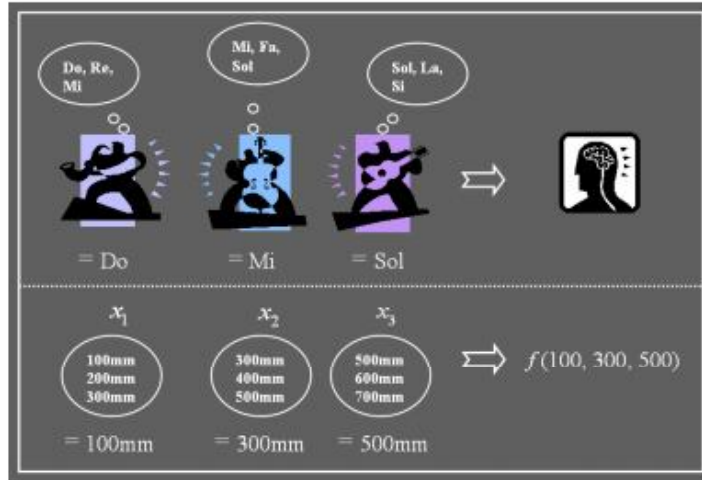 Do, Re,
Mi
Mi, Fa,
Sol
Sol, La,
Si
= Do
= Mi
= Sol
x1
x2
x3
100mm
200mm
300mm
300mm
400mm
500mm
500mm
600mm
700mm
f(100, 300, 500)
= 100mm
= 300mm
= 500mm